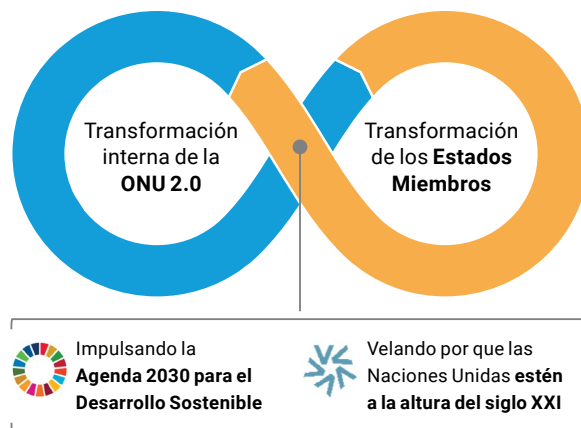 Transformación
interna de la
ONU 2.0
Transformación
de los Estados
Miembros
Impulsando la
Agenda 2030 para el
Desarrollo Sostenible
Velando por que las
Naciones Unidas estén
a la altura del siglo XXI